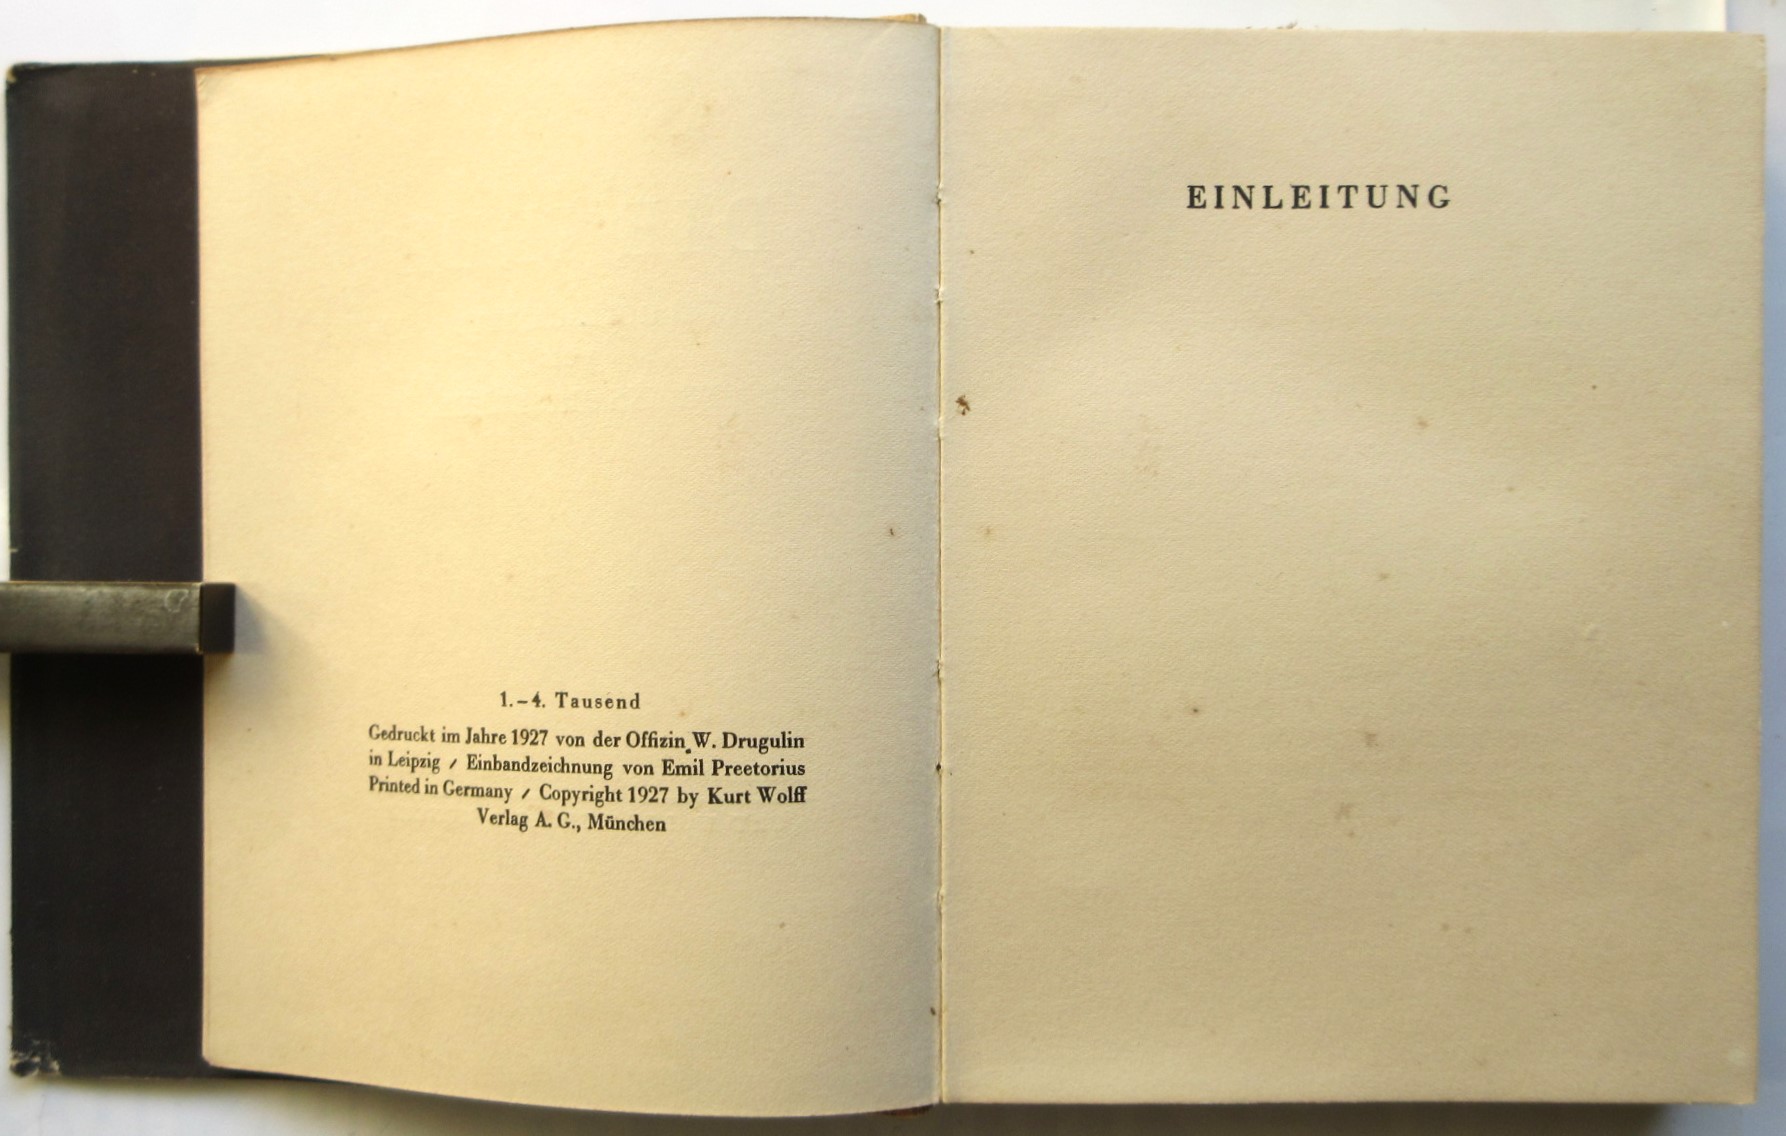 1.–4. Tausend
Gedruckt im Jahre 1927 von der Offizin W. Drugulin
in Leipzig / Einbandzeichnung von Emil Preetorius
Printed in Germany / Copyright 1927 by Kurt Wolff
Verlag A. G., München
EINLEITUNG